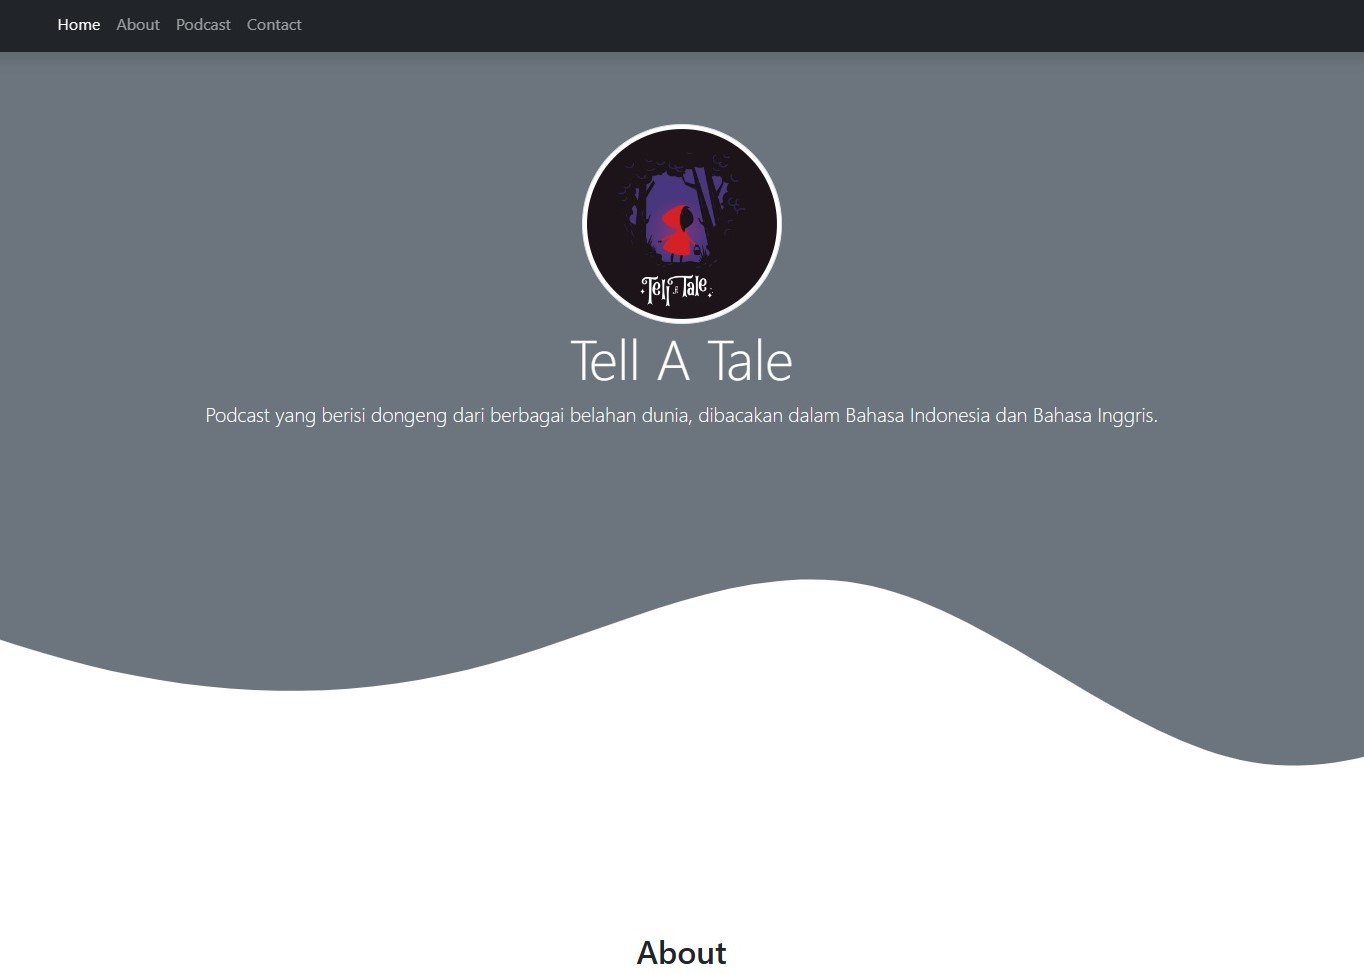 Home About Podcast Contact
Tell a Tale
Tell A Tale
Podcast yang berisi dongeng dari berbagai belahan dunia, dibacakan dalam Bahasa Indonesia dan Bahasa Inggris.
About